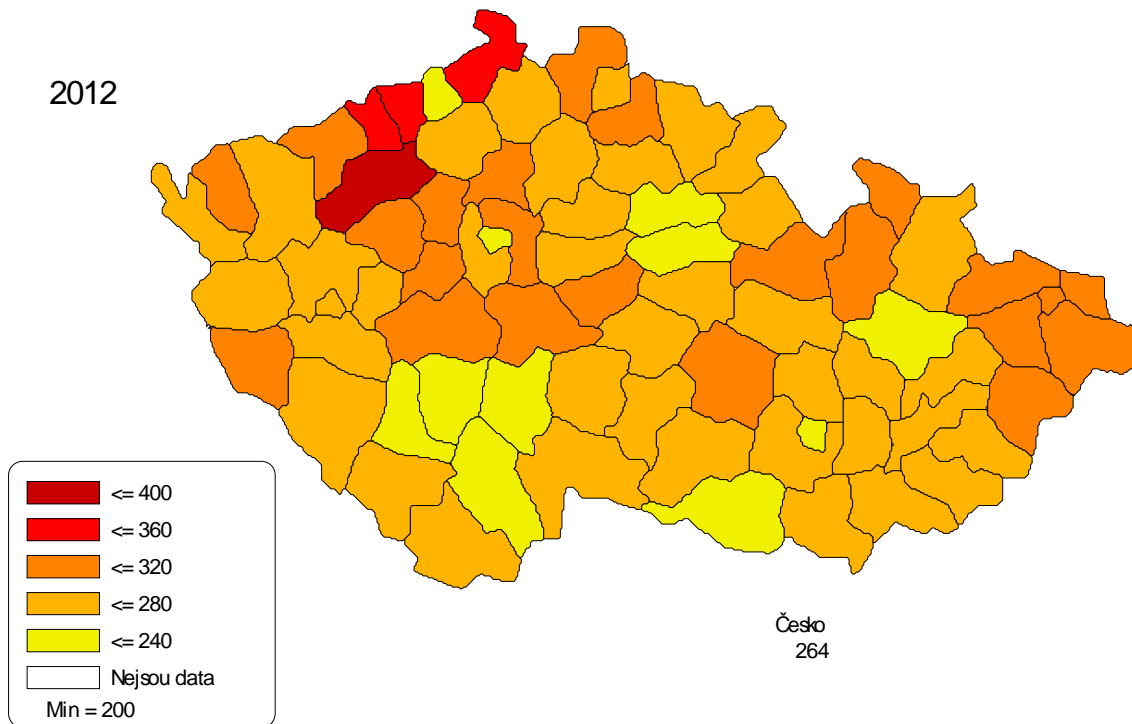 2012
<= 400
<= 360
<= 320
<= 280
<= 240
Nejsou data
Min = 200
Česko
264